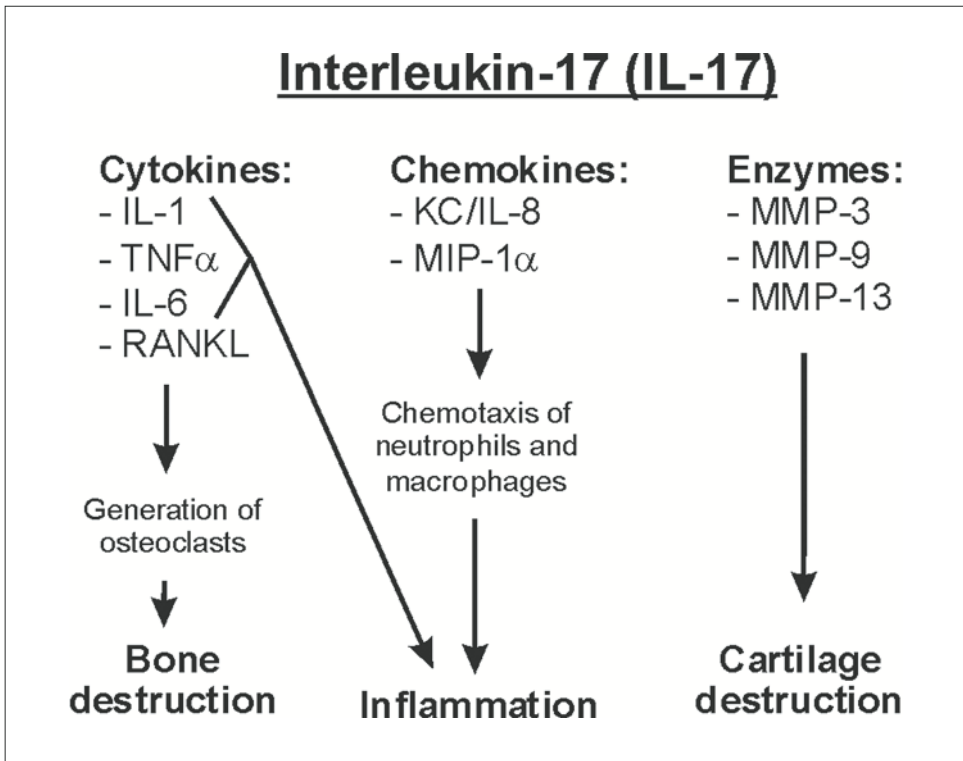 Interleukin-17 (IL-17)
Cytokines:
- IL-1
- TNFα
- IL-6
- RANKL
Generation of
osteoclasts
Bone
destruction
Chemokines:
- KC/IL-8
- MIP-1α
Chemotaxis of
neutrophils and
macrophages
Inflammation
Enzymes:
- MMP-3
- MMP-9
- MMP-13
Cartilage
destruction